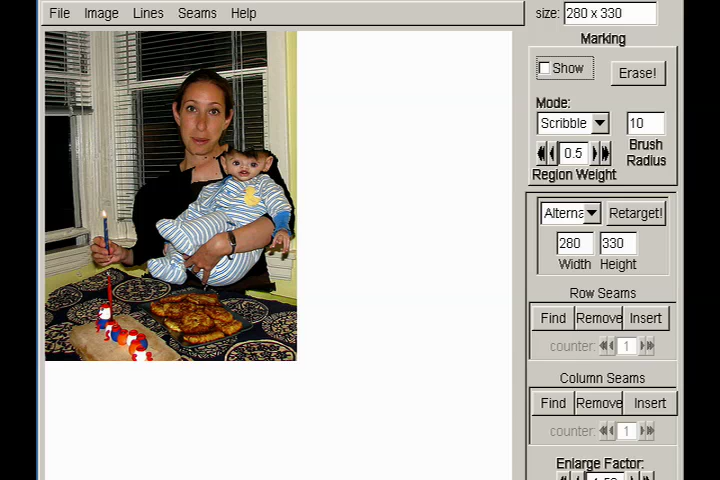 File Image Lines Seams Help
size: 280 x 330
Marking
Show Erase!
Mode:
Scribble 10
Brush
Radius
0.5
Region Weight
Alterna Retarget!
280 330
Width Height
Row Seams
Find Remove Insert
counter: 1
Column Seams
Find Remove Insert
counter: 1
Enlarge Factor: